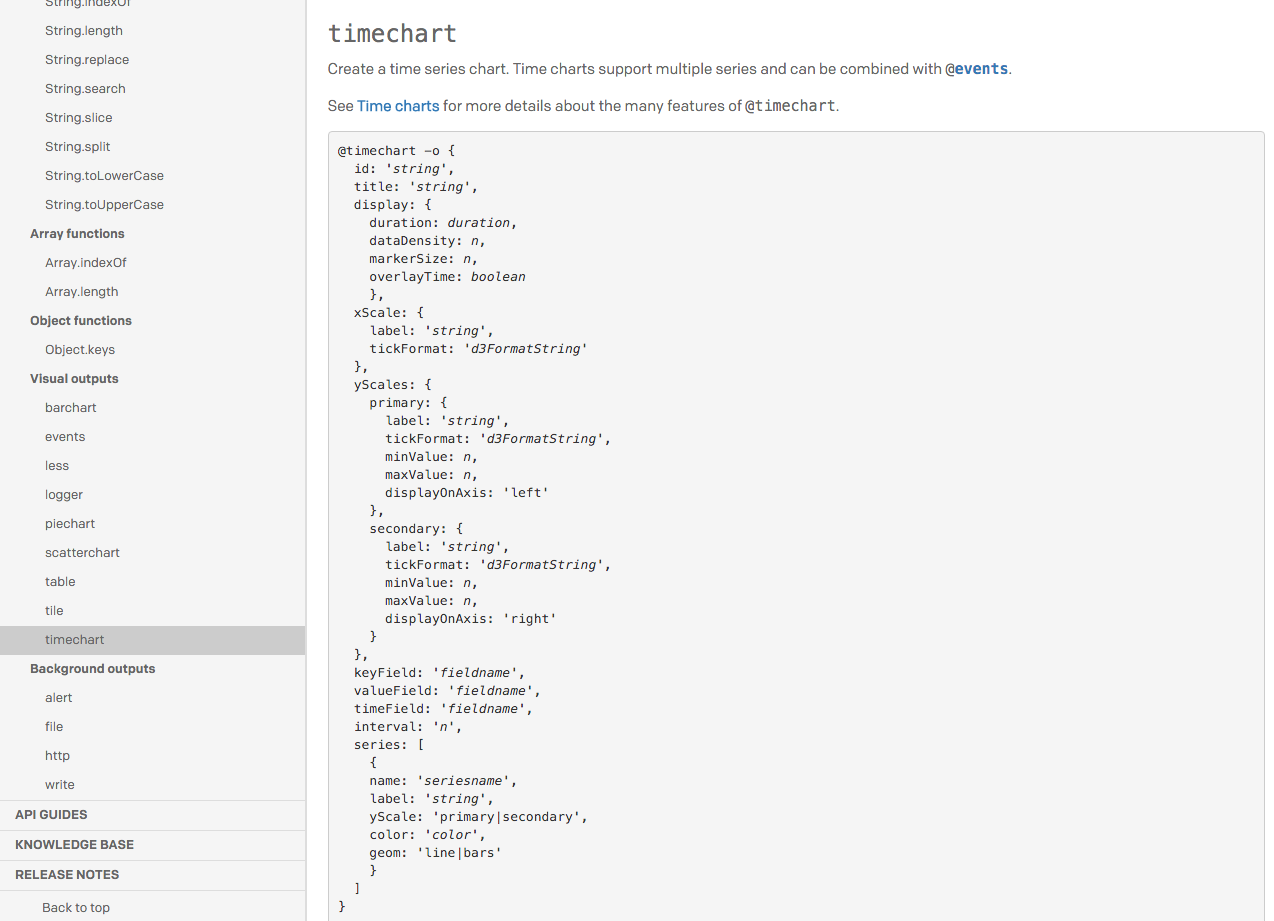 String.indexOf
String.length
String.replace
String.search
String.slice
String.split
String.toLowerCase
String.toUpperCase
Array functions
Array.indexOf
Array.length
Object functions
Object.keys
Visual outputs
barchart
events
less
logger
piechart
scatterchart
table
tile
timechart
Background outputs
alert
file
http
write
API GUIDES
KNOWLEDGE BASE
RELEASE NOTES
Back to top
timechart
Create a time series chart. Time charts support multiple series and can be combined with @events.
See Time charts for more details about the many features of @timechart.
@timechart -o {
  id: 'string',
  title: 'string',
  display: {
    duration: duration,
    dataDensity: n,
    markerSize: n,
    overlayTime: boolean
    },
  xScale: {
    label: 'string',
    tickFormat: 'd3FormatString'
  },
  yScales: {
    primary: {
      label: 'string',
      tickFormat: 'd3FormatString',
      minValue: n,
      maxValue: n,
      displayOnAxis: 'left'
    },
    secondary: {
      label: 'string',
      tickFormat: 'd3FormatString',
      minValue: n,
      maxValue: n,
      displayOnAxis: 'right'
    }
  },
  keyField: 'fieldname',
  valueField: 'fieldname',
  timeField: 'fieldname',
  interval: 'n',
  series: [
    {
    name: 'seriesname',
    label: 'string',
    yScale: 'primary|secondary',
    color: 'color',
    geom: 'line|bars'
    }
  ]
}